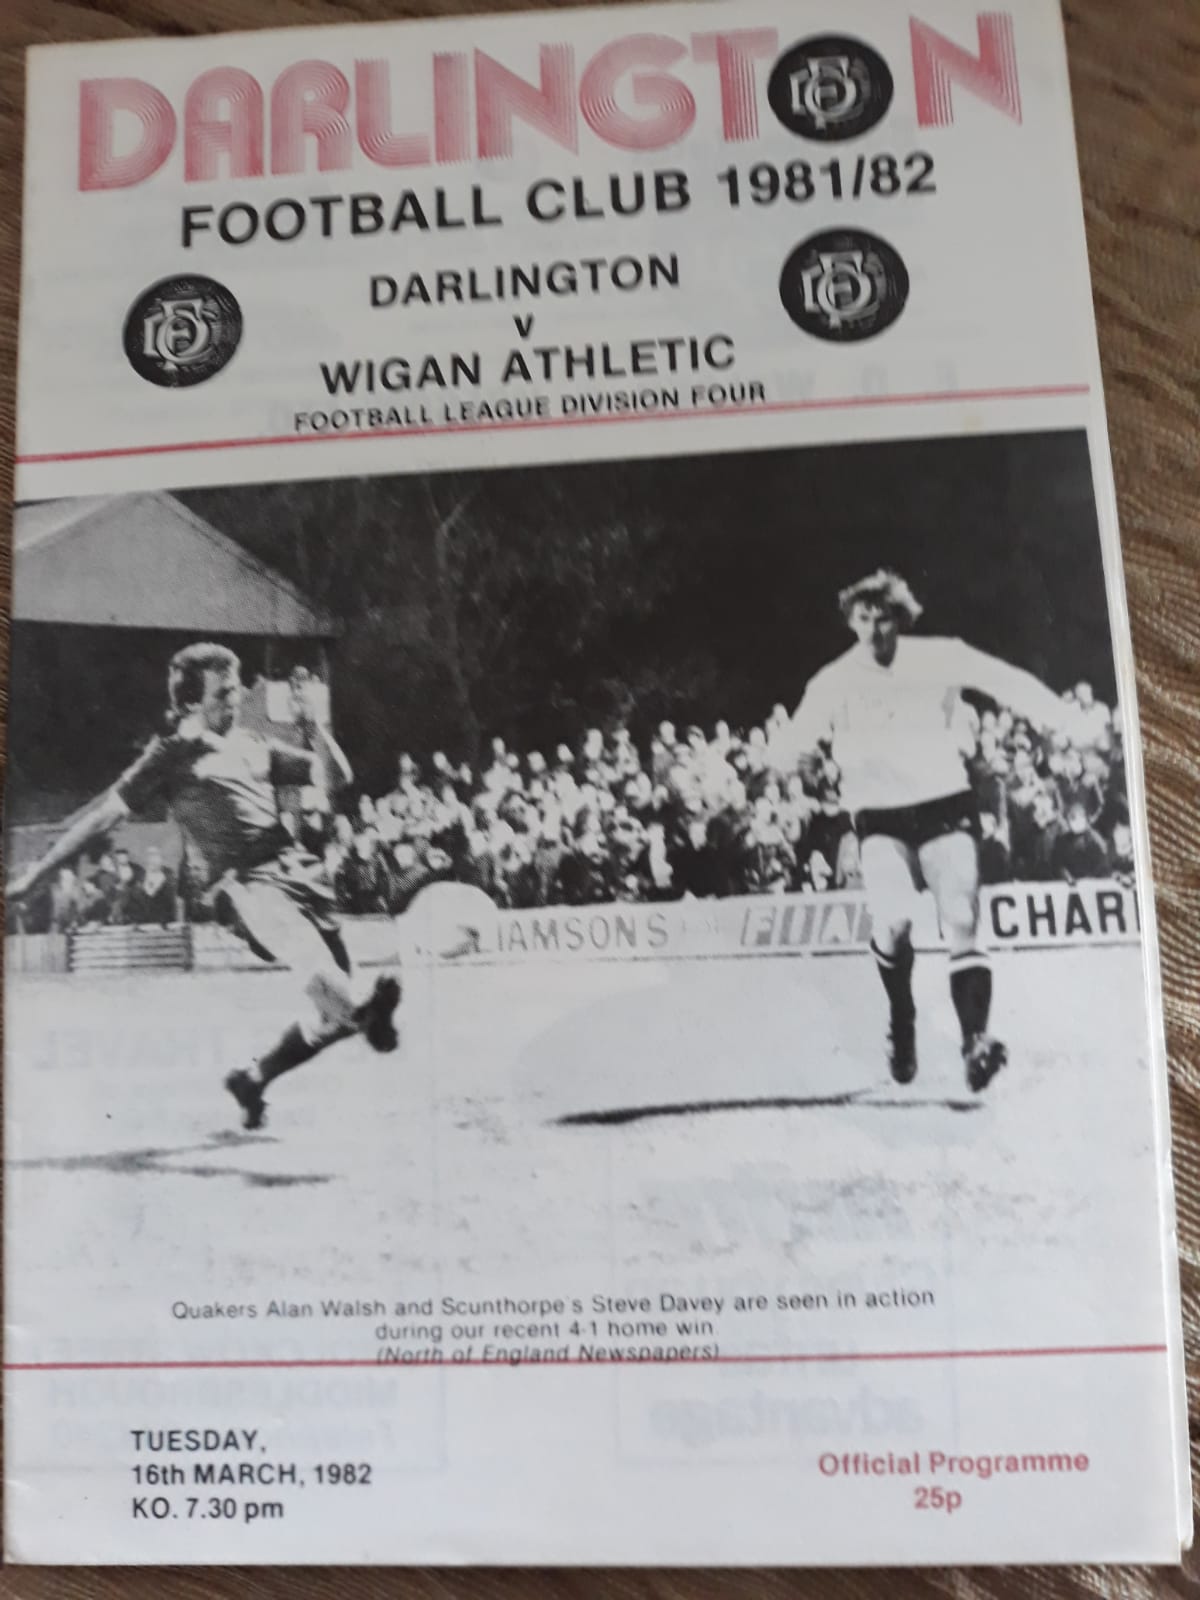 DARLINGTON
FOOTBALL CLUB 1981/82
DARLINGTON
v
WIGAN ATHLETIC
FOOTBALL LEAGUE DIVISION FOUR
LIAMSONS FIAT CHAR
Quakers Alan Walsh and Scunthorpe's Steve Davey are seen in action
during our recent 4-1 home win.
(North of England Newspapers)
TUESDAY,
16th MARCH, 1982
KO. 7.30 pm
Official Programme
25p